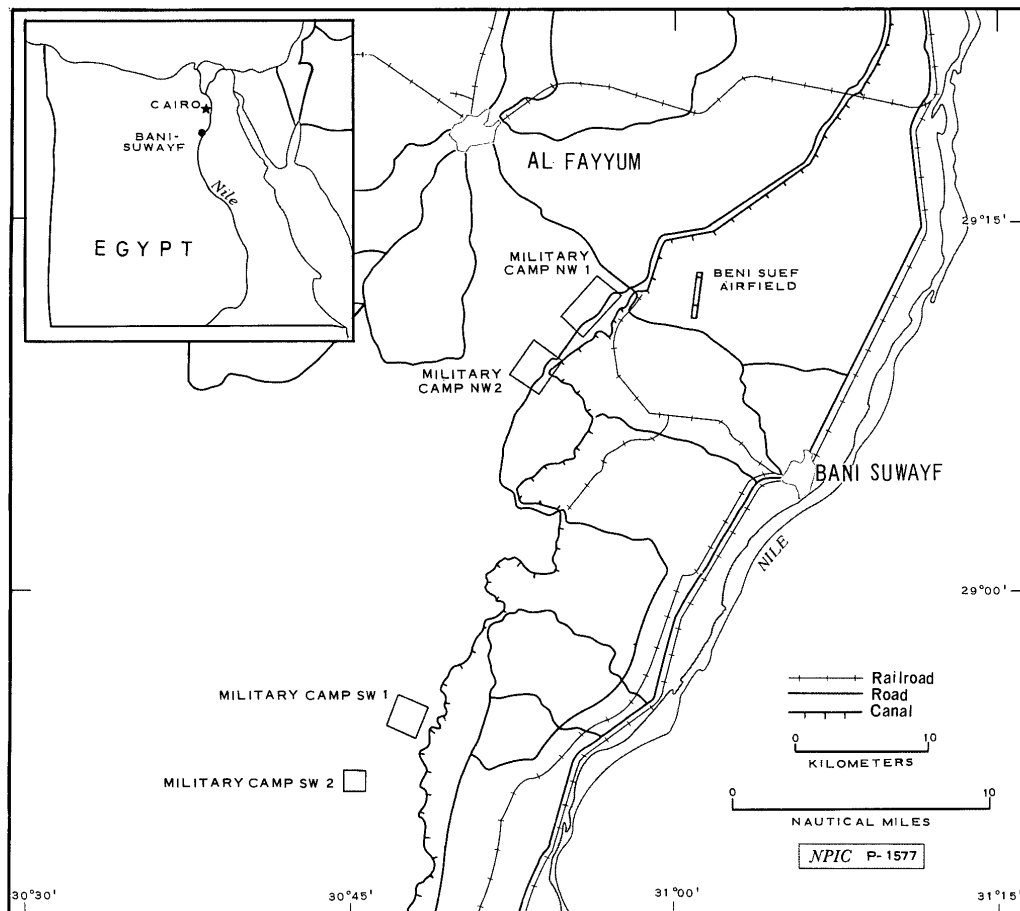 CAIRO
BANI-
SUWAYF
Nile
EGYPT
AL FAYYUM
29°15'
MILITARY
CAMP NW 1
BENI SUEF
AIRFIELD
MILITARY
CAMP NW2
BANI SUWAYF
NILE
29°00'
MILITARY CAMP SW 1
MILITARY CAMP SW 2
Railroad
Road
Canal
0 10
KILOMETERS
0 10
NAUTICAL MILES
NPIC P-1577
30°30' 30°45' 31°00' 31°15'